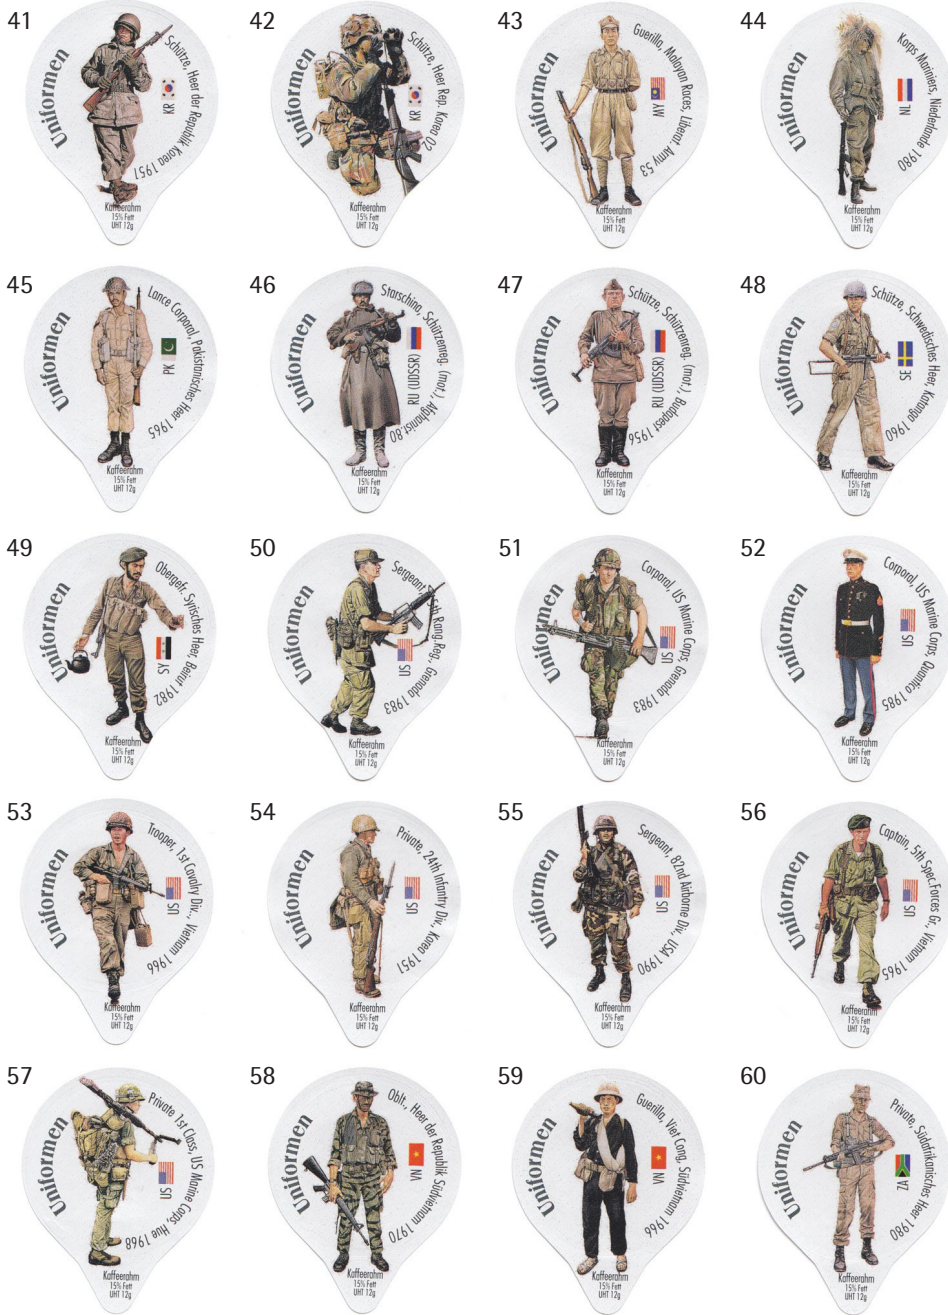 41
Uniformen
Schütze, Heer der Republik Korea 1951
KR
Kaffeerahm
15% Fett
UHT 12g
42
Uniformen
Schütze, Heer Rep. Korea 02
KR
Kaffeerahm
15% Fett
UHT 12g
43
Uniformen
Guerilla, Malayan Races, Liberat. Army 53
MY
Kaffeerahm
15% Fett
UHT 12g
44
Uniformen
Korps Mariniers, Niederlande 1980
NL
Kaffeerahm
15% Fett
UHT 12g
45
Uniformen
Lance Corporal, Pakistanisches Heer 1965
PK
Kaffeerahm
15% Fett
UHT 12g
46
Uniformen
Starschina, Schützenreg. (mot.), Afghanist.80
RU (UDSSR)
Kaffeerahm
15% Fett
UHT 12g
47
Uniformen
Schütze, Schützenreg. (mot.), Budapest 1956
RU (UDSSR)
Kaffeerahm
15% Fett
UHT 12g
48
Uniformen
Schütze, Schwedisches Heer, Katanga 1960
SE
Kaffeerahm
15% Fett
UHT 12g
49
Uniformen
Obergefr. Syrisches Heer, Beirut 1982
SY
Kaffeerahm
15% Fett
UHT 12g
50
Uniformen
Sergeant, Rang.Reg., Grenada 1983
US
Kaffeerahm
15% Fett
UHT 12g
51
Uniformen
Corporal, US Marine Corps, Grenada 1983
US
Kaffeerahm
15% Fett
UHT 12g
52
Uniformen
Corporal, US Marine Corps, Quantico 1985
US
Kaffeerahm
15% Fett
UHT 12g
53
Uniformen
Trooper, 1st Cavalry Div., Vietnam 1966
US
Kaffeerahm
15% Fett
UHT 12g
54
Uniformen
Private, 24th Infantry Div., Korea 1951
US
Kaffeerahm
15% Fett
UHT 12g
55
Uniformen
Sergeant, 82nd Airborne Div., USA 1990
US
Kaffeerahm
15% Fett
UHT 12g
56
Uniformen
Captain, 5th Spec.Forces Gr., Vietnam 1965
US
Kaffeerahm
15% Fett
UHT 12g
57
Uniformen
Private 1st Class, US Marine Corps, Hue 1968
US
Kaffeerahm
15% Fett
UHT 12g
58
Uniformen
Oblt., Heer der Republik Südvietnam 1970
VN
Kaffeerahm
15% Fett
UHT 12g
59
Uniformen
Guerilla, Viet Cong, Südvietnam 1966
VN
Kaffeerahm
15% Fett
UHT 12g
60
Uniformen
Private, Südafrikanisches Heer 1980
ZA
Kaffeerahm
15% Fett
UHT 12g